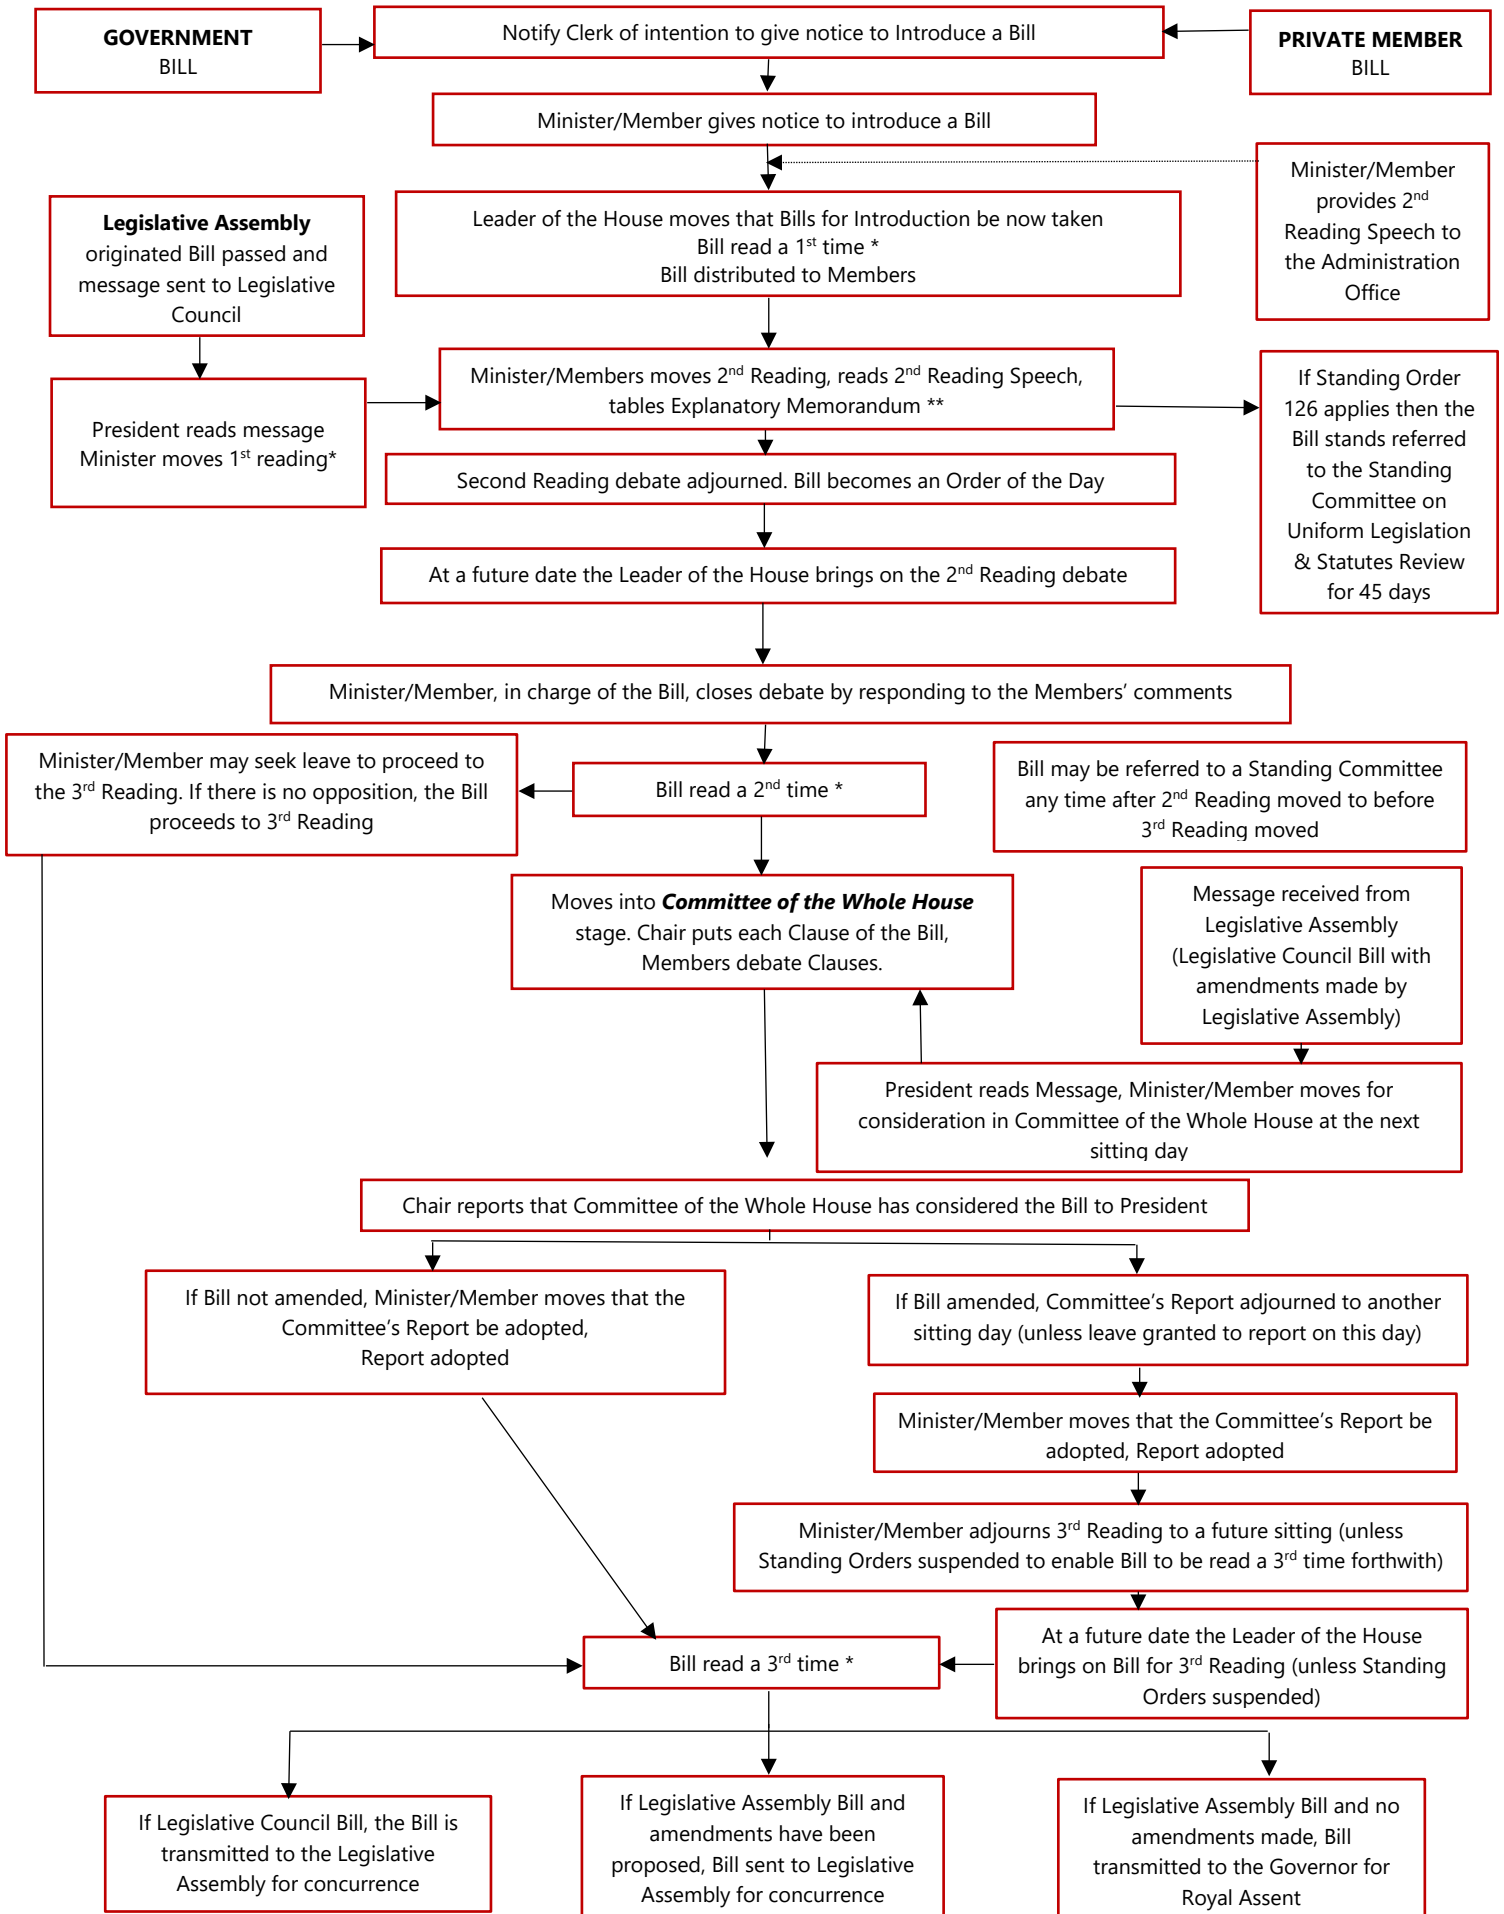 GOVERNMENT
BILL
Notify Clerk of intention to give notice to Introduce a Bill
PRIVATE MEMBER
BILL
Minister/Member gives notice to introduce a Bill
Minister/Member
provides 2nd
Reading Speech to
the Administration
Office
Legislative Assembly
originated Bill passed and
message sent to Legislative
Council
Leader of the House moves that Bills for Introduction be now taken
Bill read a 1st time *
Bill distributed to Members
President reads message
Minister moves 1st reading*
Minister/Members moves 2nd Reading, reads 2nd Reading Speech,
tables Explanatory Memorandum **
If Standing Order
126 applies then the
Bill stands referred
to the Standing
Committee on
Uniform Legislation
& Statutes Review
for 45 days
Second Reading debate adjourned. Bill becomes an Order of the Day
At a future date the Leader of the House brings on the 2nd Reading debate
Minister/Member, in charge of the Bill, closes debate by responding to the Members’ comments
Minister/Member may seek leave to proceed to
the 3rd Reading. If there is no opposition, the Bill
proceeds to 3rd Reading
Bill read a 2nd time *
Bill may be referred to a Standing Committee
any time after 2nd Reading moved to before
3rd Reading moved
Moves into Committee of the Whole House
stage. Chair puts each Clause of the Bill,
Members debate Clauses.
Message received from
Legislative Assembly
(Legislative Council Bill with
amendments made by
Legislative Assembly)
President reads Message, Minister/Member moves for
consideration in Committee of the Whole House at the next
sitting day
Chair reports that Committee of the Whole House has considered the Bill to President
If Bill not amended, Minister/Member moves that the
Committee’s Report be adopted,
Report adopted
If Bill amended, Committee’s Report adjourned to another
sitting day (unless leave granted to report on this day)
Minister/Member moves that the Committee’s Report be
adopted, Report adopted
Minister/Member adjourns 3rd Reading to a future sitting (unless
Standing Orders suspended to enable Bill to be read a 3rd time forthwith)
At a future date the Leader of the House
brings on Bill for 3rd Reading (unless Standing
Orders suspended)
Bill read a 3rd time *
If Legislative Council Bill, the Bill is
transmitted to the Legislative
Assembly for concurrence
If Legislative Assembly Bill and
amendments have been
proposed, Bill sent to Legislative
Assembly for concurrence
If Legislative Assembly Bill and no
amendments made, Bill
transmitted to the Governor for
Royal Assent